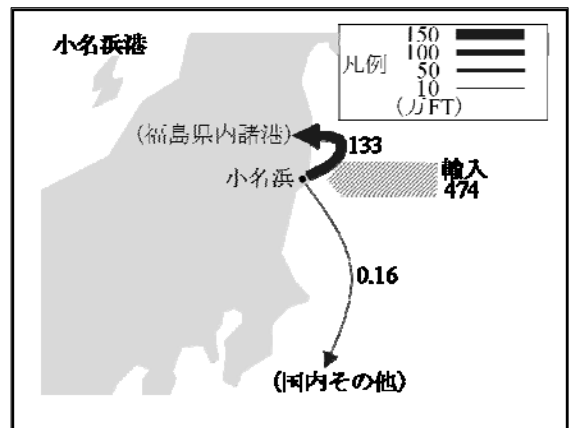 小名浜港
150
100
凡例
50
10
(万FT)
(福島県内諸港)
133
小名浜
輸入
474
0.16
(国内その他)